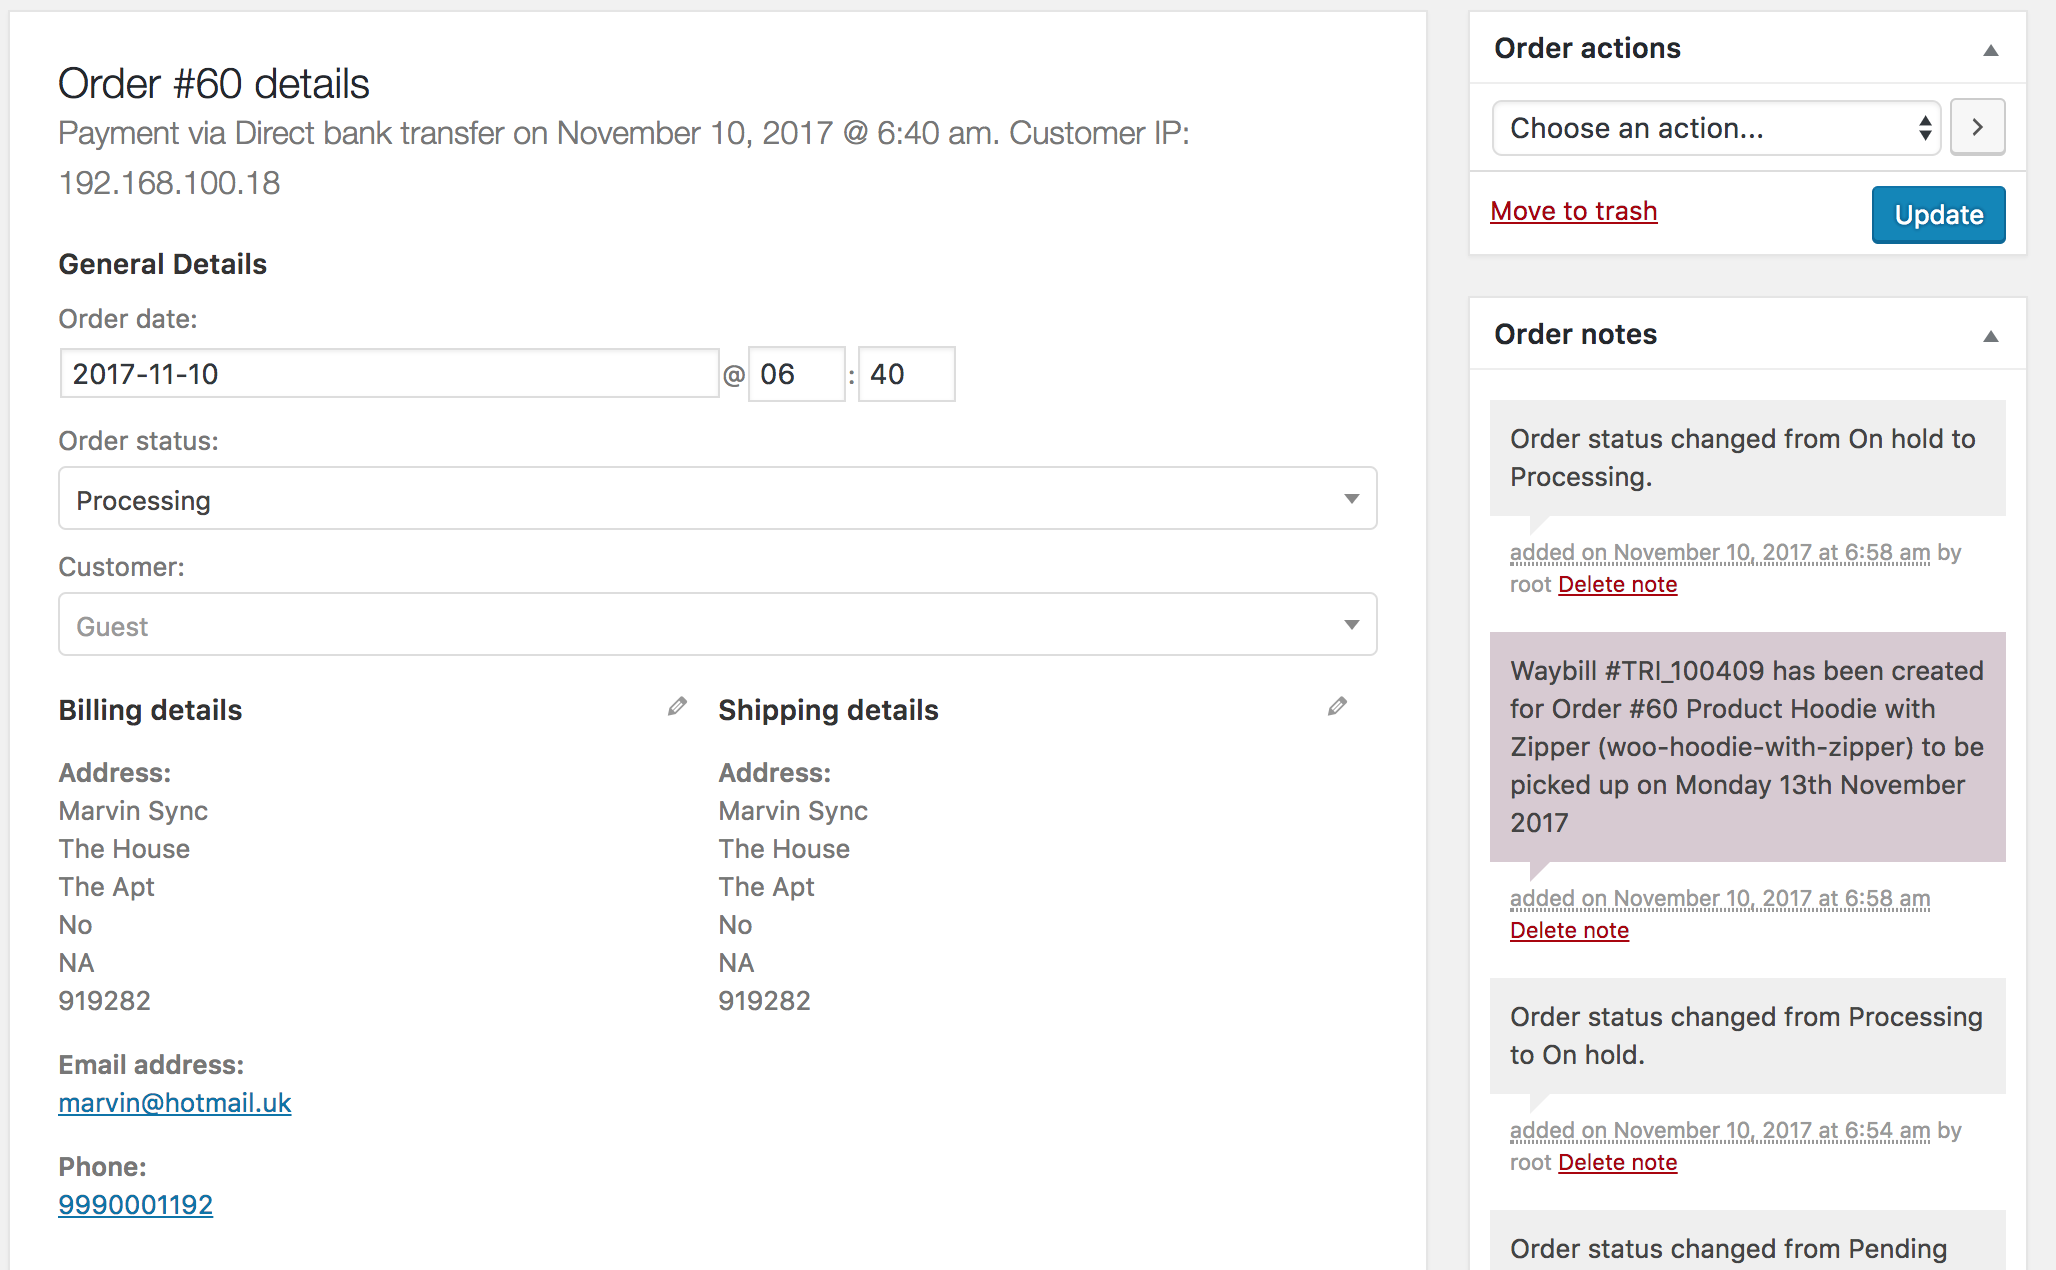 Order #60 details
Payment via Direct bank transfer on November 10, 2017 @ 6:40 am. Customer IP:
192.168.100.18
General Details
Order date:
2017-11-10 @ 06 : 40
Order status:
Processing
Customer:
Guest
Billing details
Address:
Marvin Sync
The House
The Apt
No
NA
919282
Email address:
marvin@hotmail.uk
Phone:
9990001192
Shipping details
Address:
Marvin Sync
The House
The Apt
No
NA
919282
Order actions
Choose an action...
Move to trash
Update
Order notes
Order status changed from On hold to
Processing.
added on November 10, 2017 at 6:58 am by
root Delete note
Waybill #TRI_100409 has been created
for Order #60 Product Hoodie with
Zipper (woo-hoodie-with-zipper) to be
picked up on Monday 13th November
2017
added on November 10, 2017 at 6:58 am
Delete note
Order status changed from Processing
to On hold.
added on November 10, 2017 at 6:54 am by
root Delete note
Order status changed from Pending